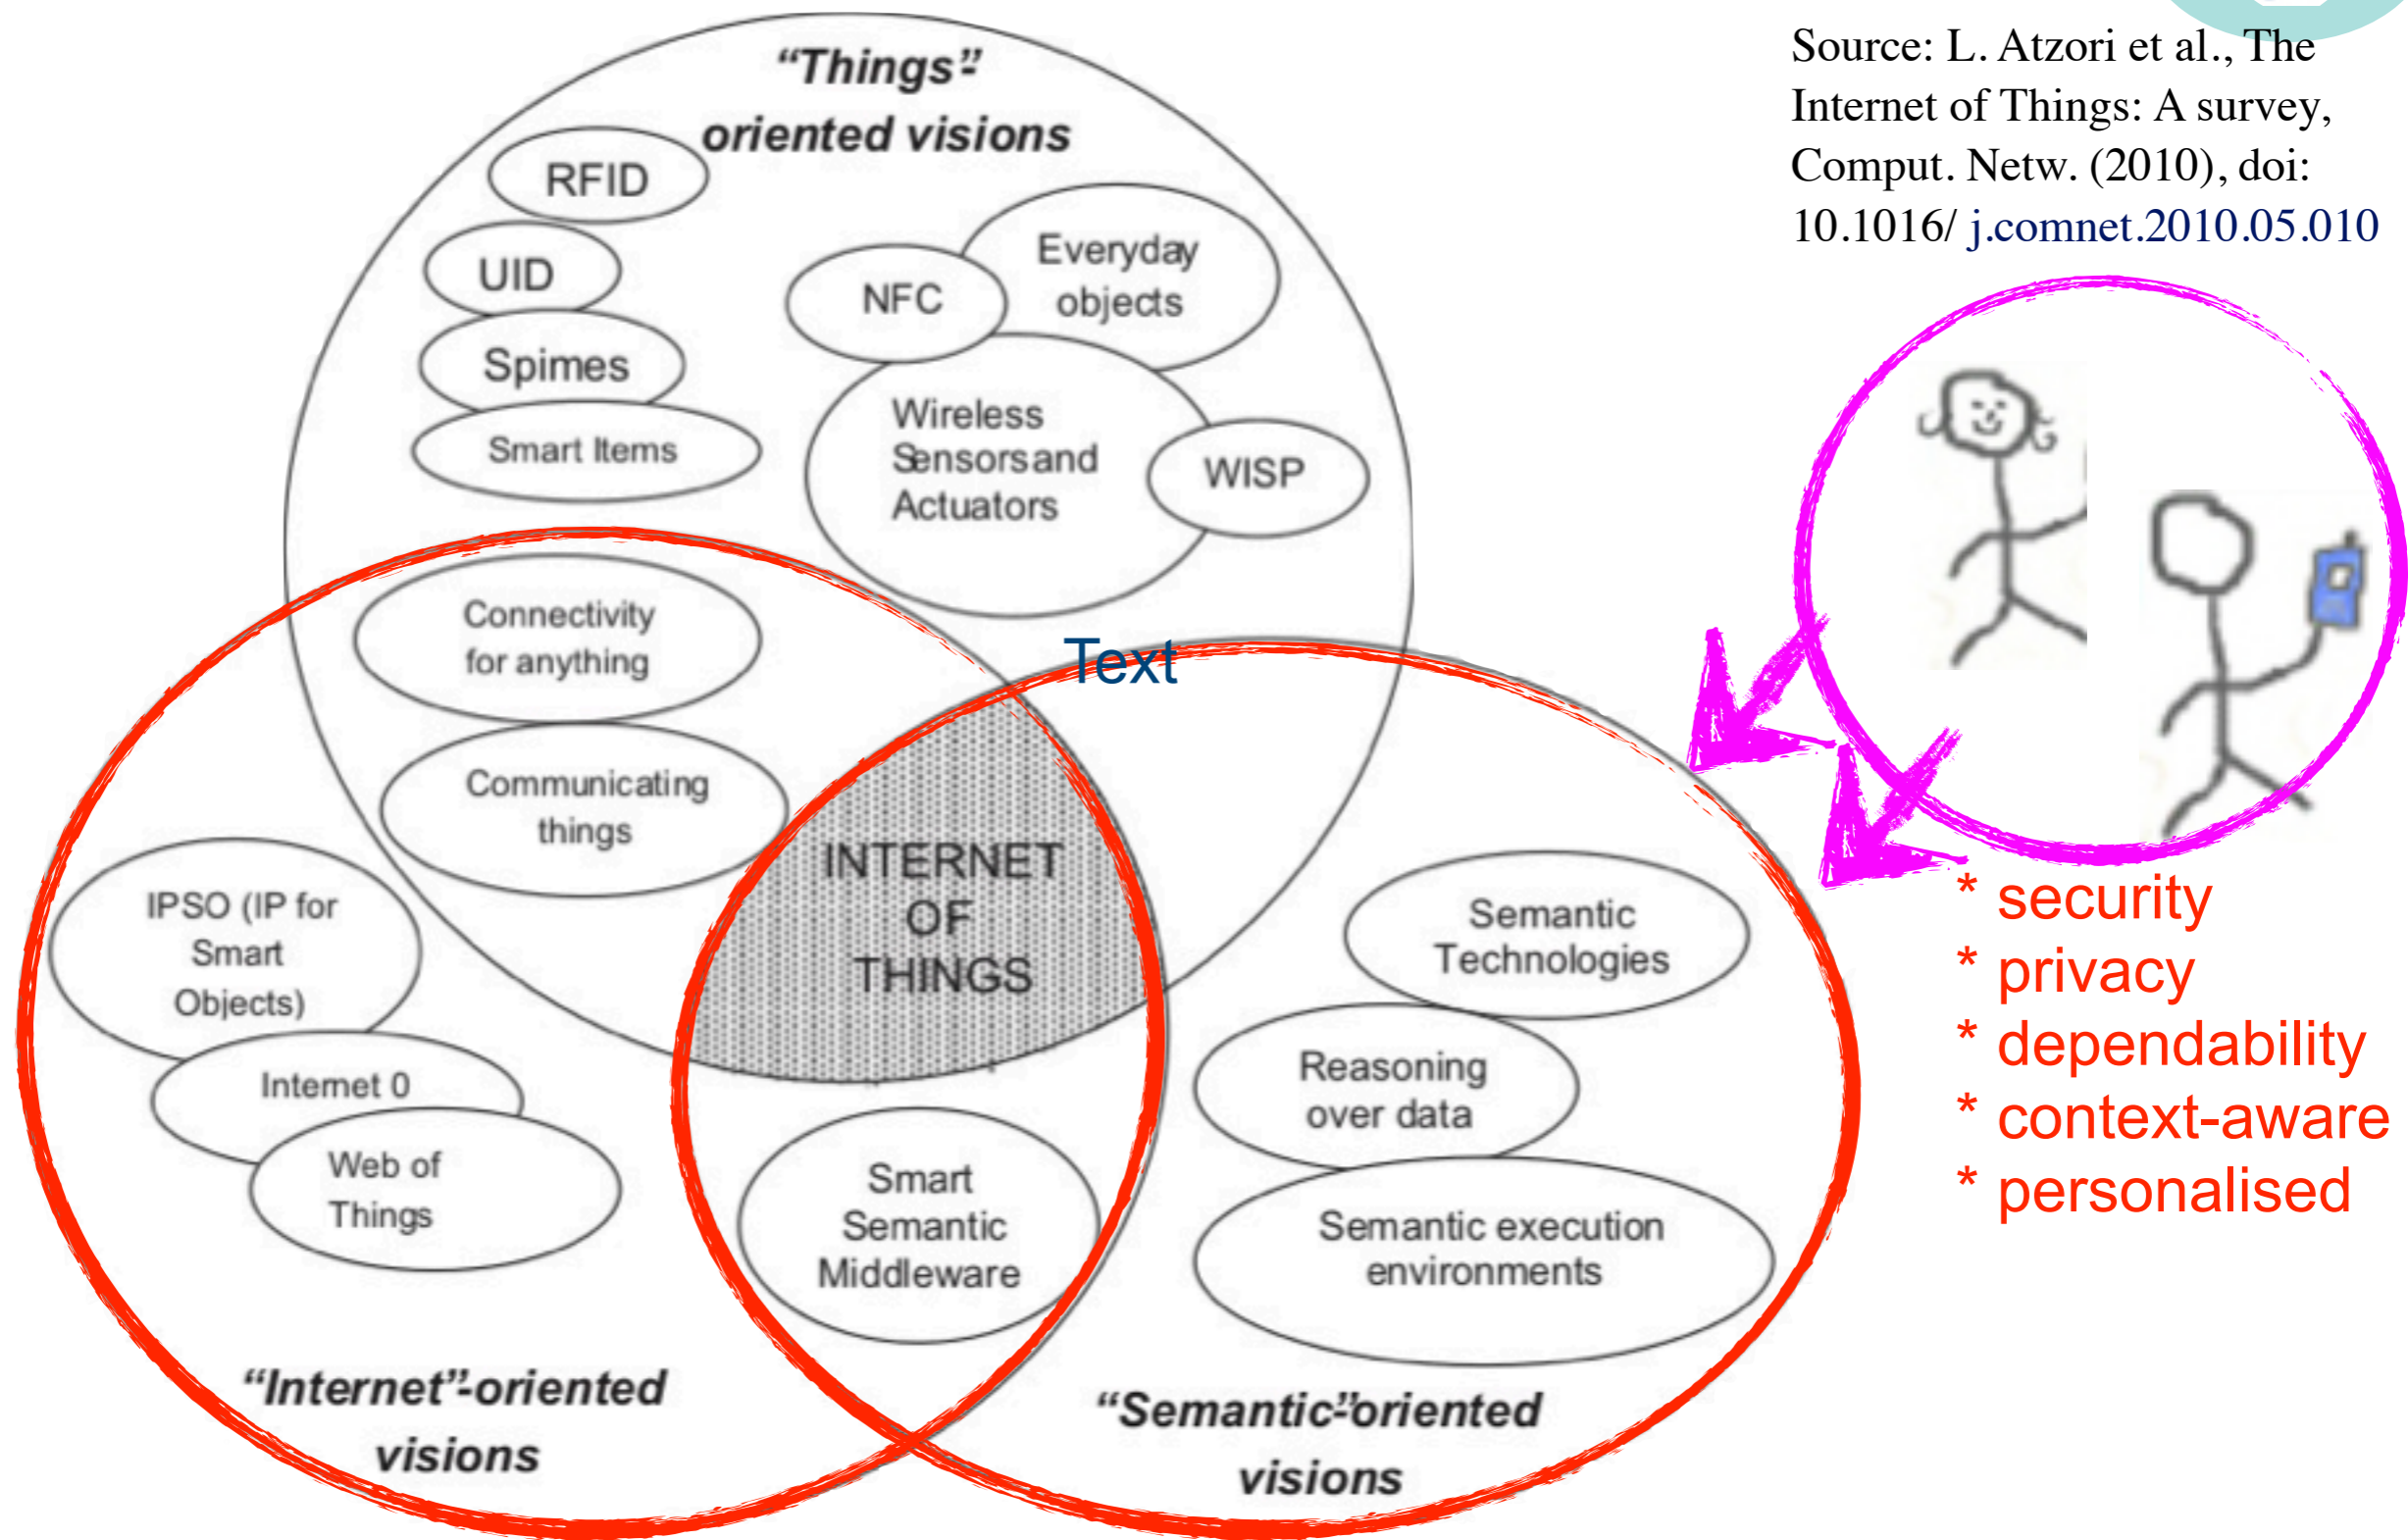 Source: L. Atzori et al., The
Internet of Things: A survey,
Comput. Netw. (2010), doi:
10.1016/ j.comnet.2010.05.010
“Things”-
oriented visions
RFID
UID
Spimes
Smart Items
NFC
Everyday
objects
Wireless
Sensors and
Actuators
WISP
Connectivity
for anything
Communicating
things
Text
INTERNET
OF
THINGS
IPSO (IP for
Smart
Objects)
Internet 0
Web of
Things
Smart
Semantic
Middleware
Semantic
Technologies
Reasoning
over data
Semantic execution
environments
“Internet”-oriented
visions
“Semantic”-oriented
visions
* security
* privacy
* dependability
* context-aware
* personalised